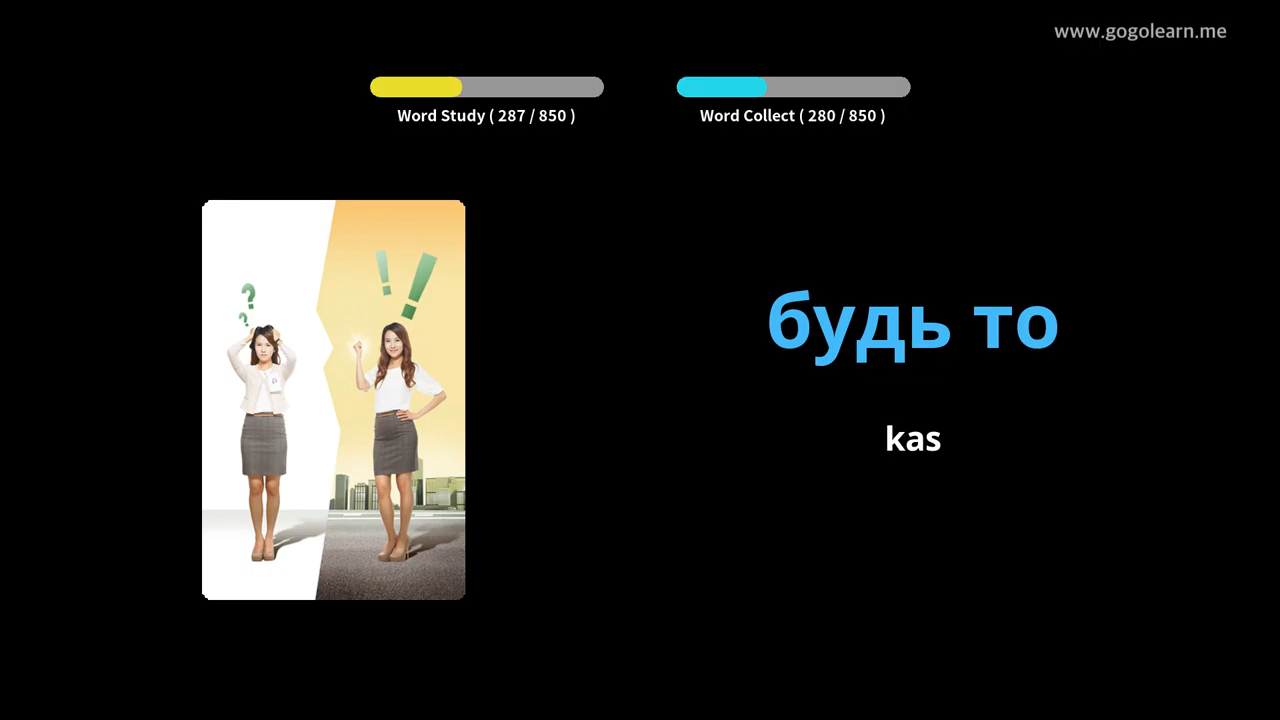 www.gogolearn.me
Word Study ( 287 / 850 )
Word Collect ( 280 / 850 )
? ?
! !
будь то
kas